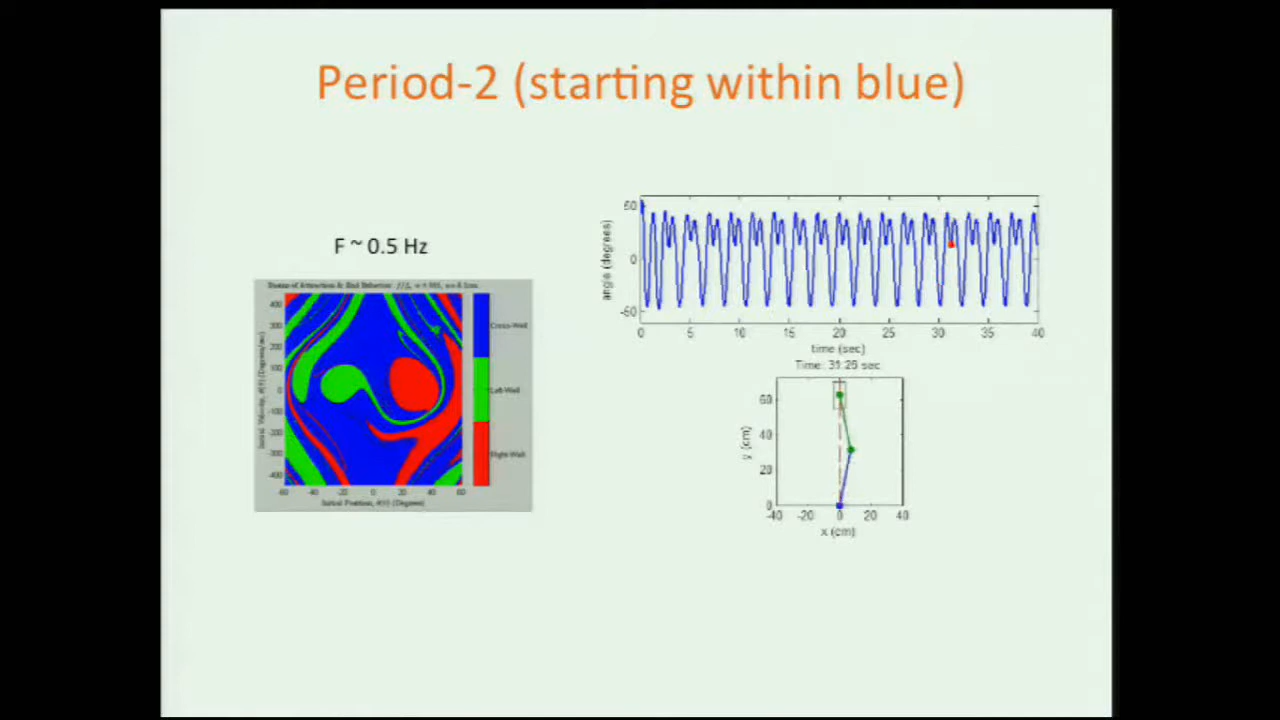 Period-2 (starting within blue)
F ~ 0.5 Hz
400
300
200
100
0
-100
-200
-300
-400
-60 -40 -20 0 20 40 60
Initial Position, (Degrees)
Cross-Well
Left-Well
Right-Well
angle (degrees)
50
0
-50
0 5 10 15 20 25 30 35 40
time (sec)
Time: 31.25 sec
y (cm)
60
40
20
0
-40 -20 0 20 40
x (cm)